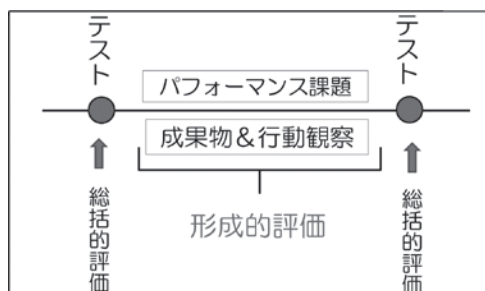 テスト
テスト
パフォーマンス課題
成果物＆行動観察
形成的評価
総括的評価
総括的評価